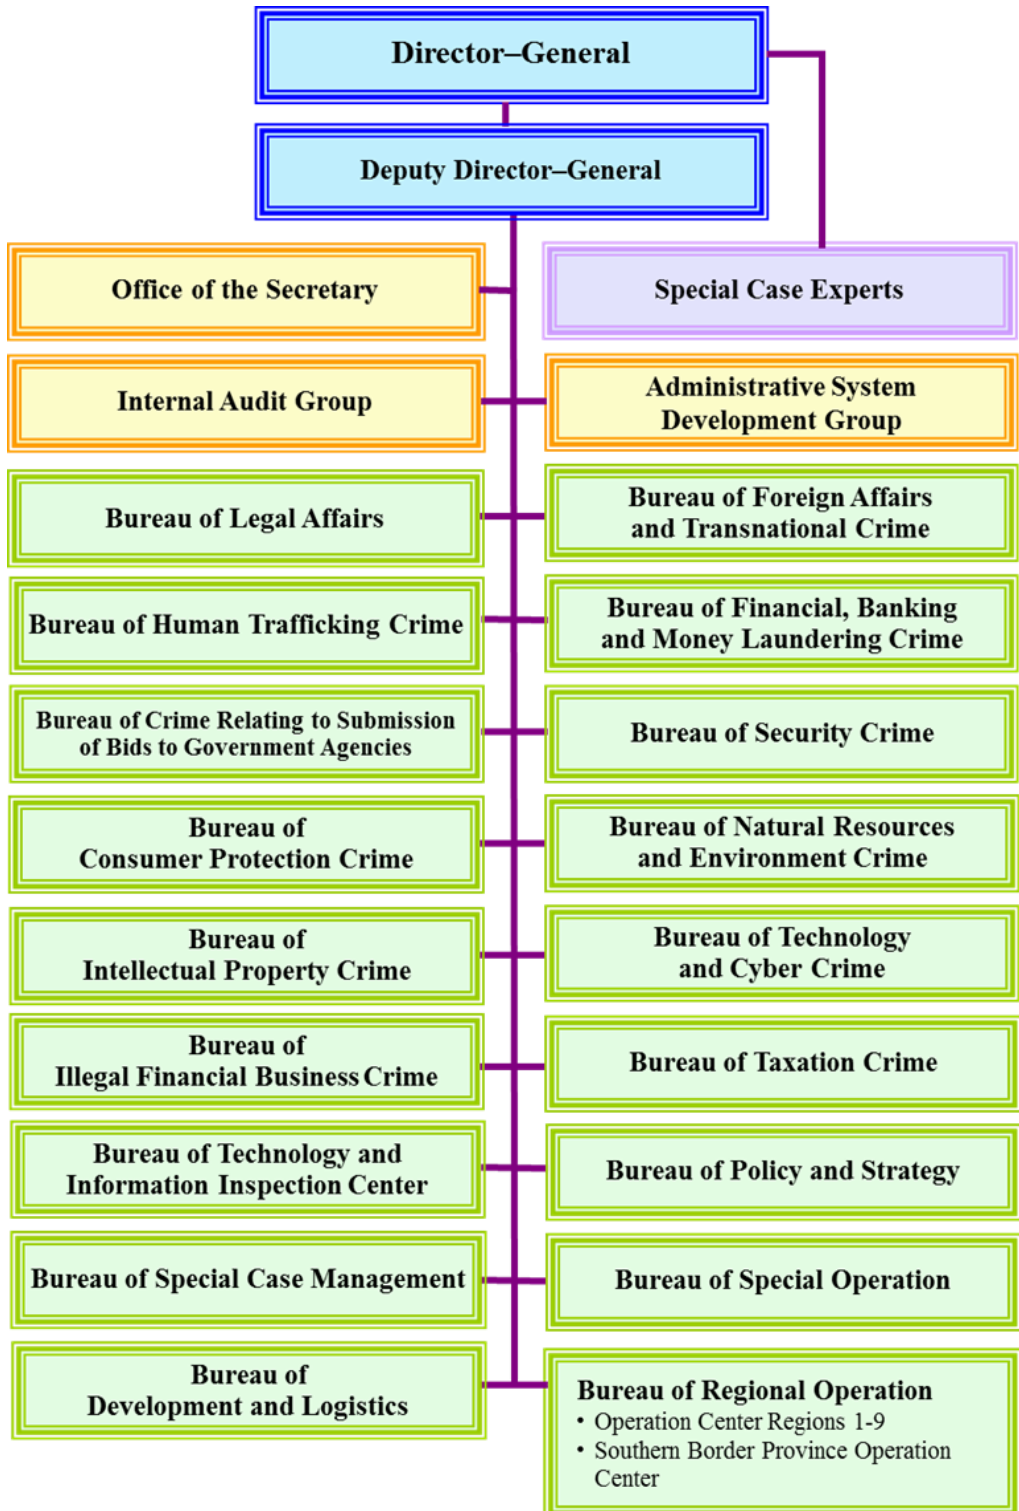 Director–General
Deputy Director–General
Office of the Secretary
Special Case Experts
Internal Audit Group
Administrative System
Development Group
Bureau of Legal Affairs
Bureau of Foreign Affairs
and Transnational Crime
Bureau of Human Trafficking Crime
Bureau of Financial, Banking
and Money Laundering Crime
Bureau of Crime Relating to Submission
of Bids to Government Agencies
Bureau of Security Crime
Bureau of
Consumer Protection Crime
Bureau of Natural Resources
and Environment Crime
Bureau of
Intellectual Property Crime
Bureau of Technology
and Cyber Crime
Bureau of
Illegal Financial Business Crime
Bureau of Taxation Crime
Bureau of Technology and
Information Inspection Center
Bureau of Policy and Strategy
Bureau of Special Case Management
Bureau of Special Operation
Bureau of
Development and Logistics
Bureau of Regional Operation
• Operation Center Regions 1-9
• Southern Border Province Operation
Center